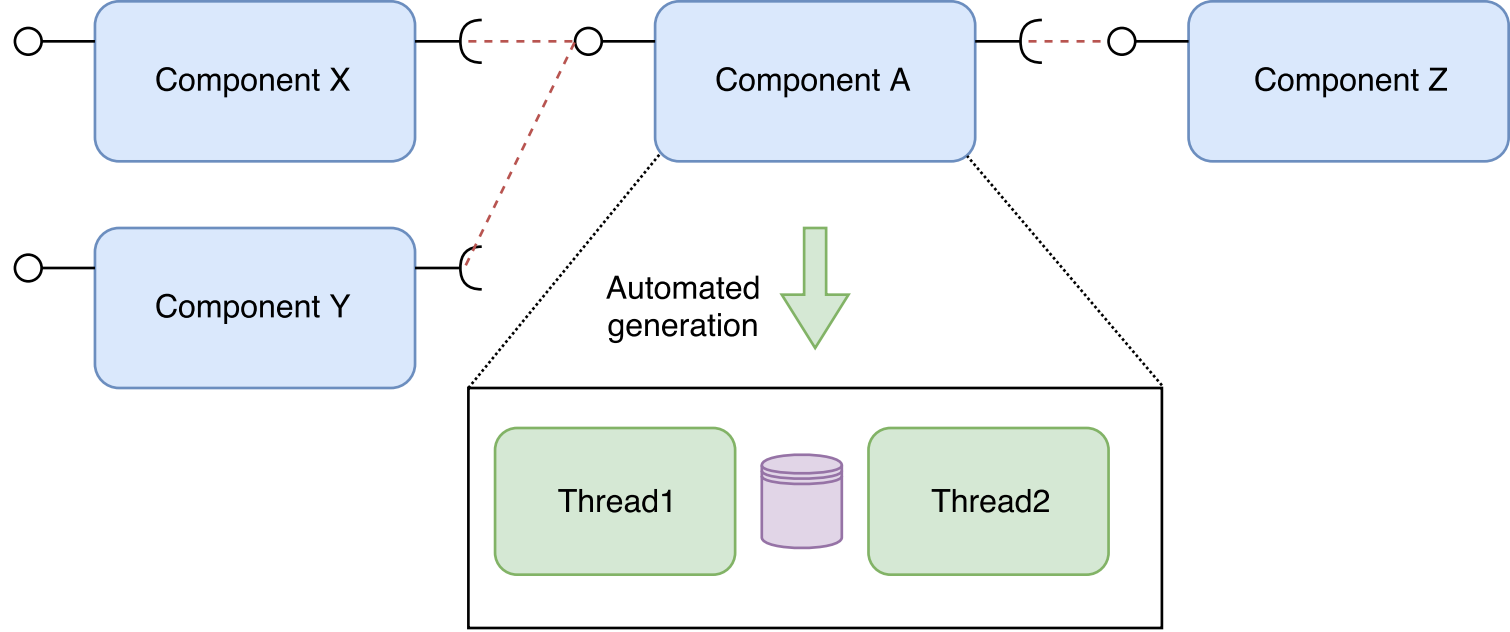 Component X
Component A
Component Z
Component Y
Automated
generation
Thread1
Thread2